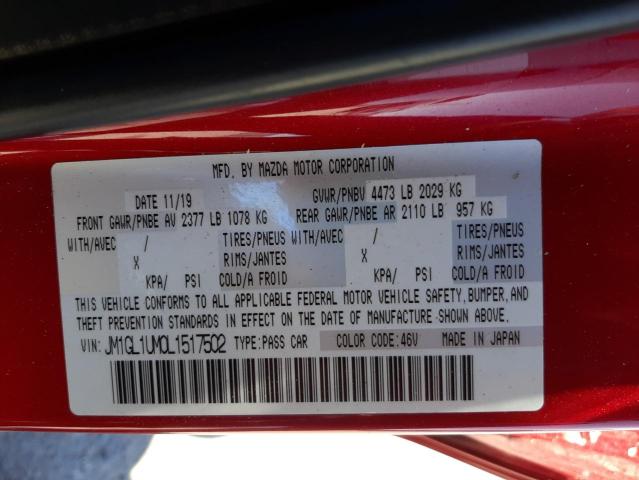 MFD. BY MAZDA MOTOR CORPORATION
DATE 11/19 GVWR/PNBV 4473 LB 2029 KG
FRONT GAWR/PNBE AV 2377 LB 1078 KG REAR GAWR/PNBE AR 2110 LB 957 KG
WITH/AVEC / TIRES/PNEUS WITH/AVEC / TIRES/PNEUS
X RIMS/JANTES X RIMS/JANTES
KPA/ PSI COLD/A FROID KPA/ PSI COLD/A FROID
THIS VEHICLE CONFORMS TO ALL APPLICABLE FEDERAL MOTOR VEHICLE SAFETY, BUMPER, AND
THEFT PREVENTION STANDARDS IN EFFECT ON THE DATE OF MANUFACTURE SHOWN ABOVE.
VIN: JM1GL1UM0L1517502 TYPE: PASS CAR COLOR CODE: 46V MADE IN JAPAN